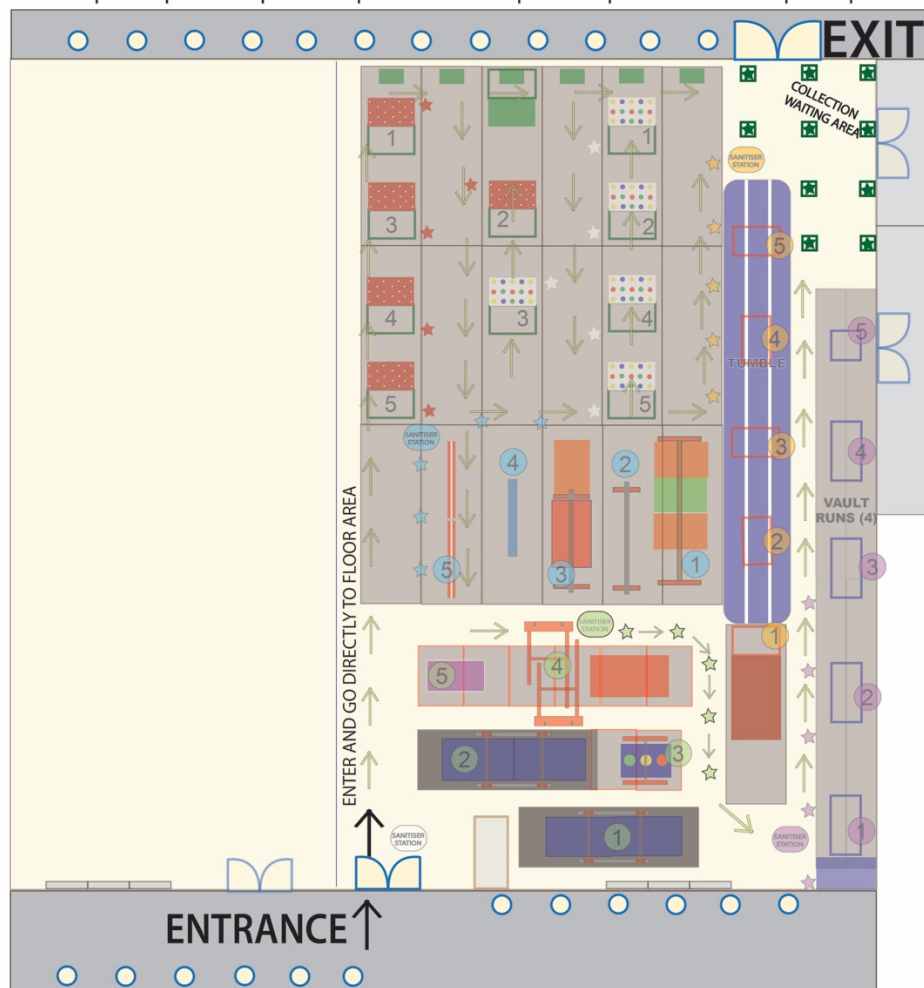 EXIT
COLLECTION
WAITING AREA
SANITISER
STATION
1
1
3
2
2
5
4
3
4
4
TUMBLE
5
5
5
SANITISER
STATION
4
2
3
4
VAULT
RUNS (4)
2
5
3
1
3
ENTER AND GO DIRECTLY TO FLOOR AREA
SANITISER
STATION
1
5
4
2
2
3
1
SANITISER
STATION
SANITISER
STATION
1
ENTRANCE